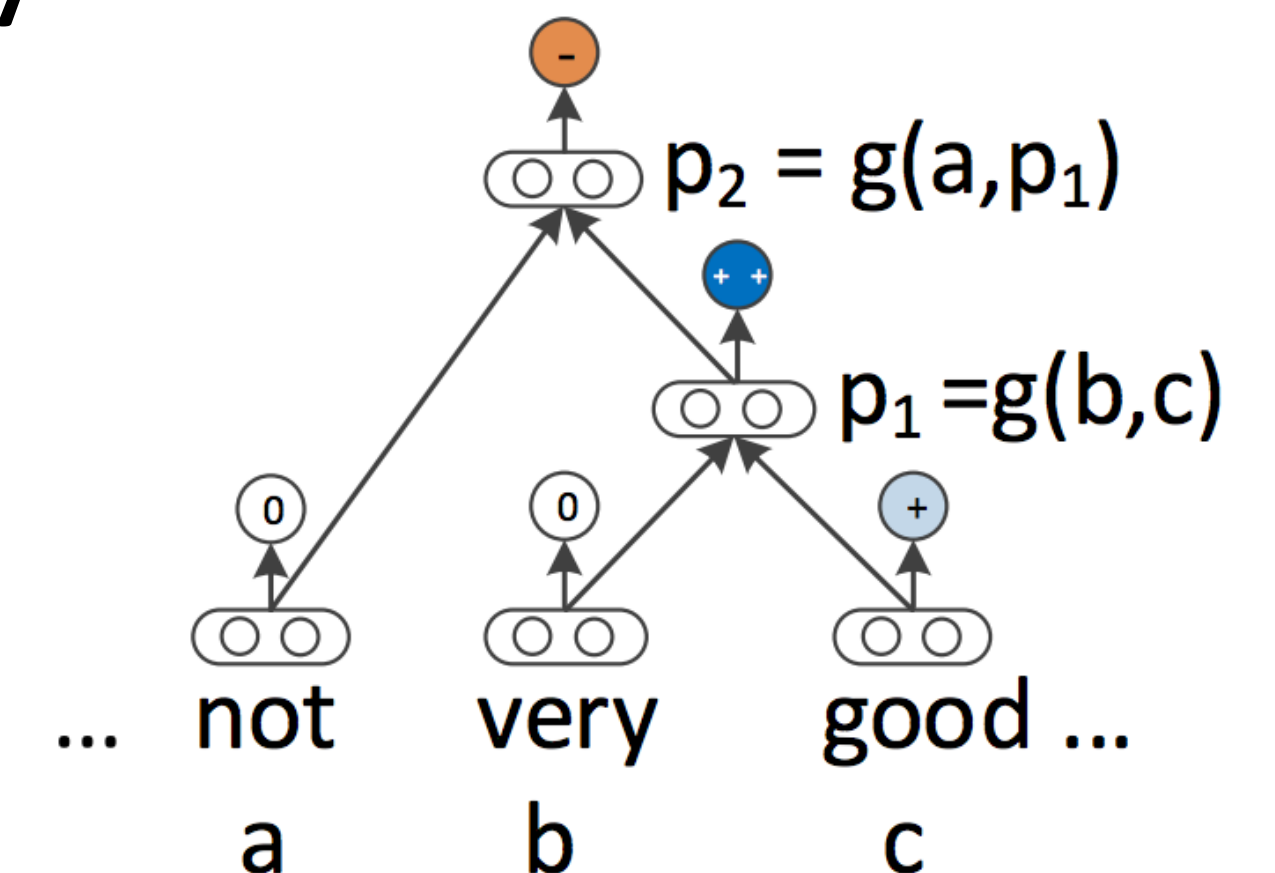 -
p₂ = g(a,p₁)
+ +
p₁ =g(b,c)
0 0 +
... not very good ...
a b c